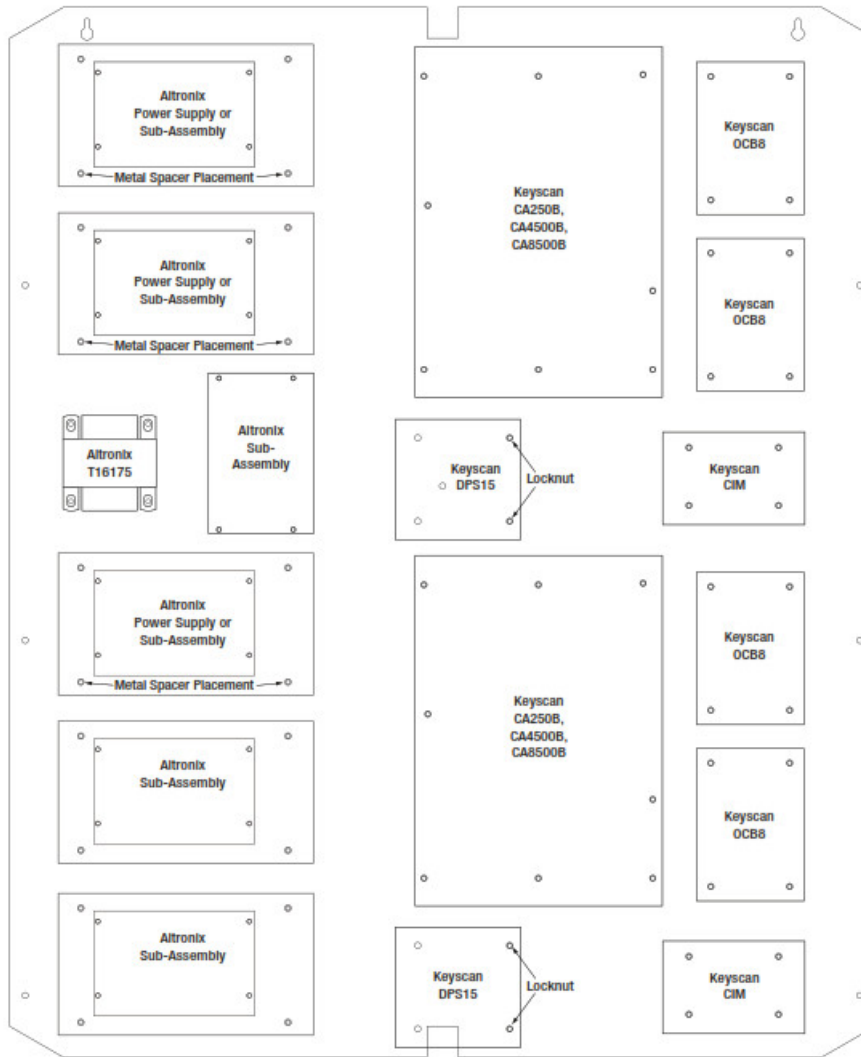 Altronix
Power Supply or
Sub-Assembly
Metal Spacer Placement
Altronix
Power Supply or
Sub-Assembly
Metal Spacer Placement
Altronix
T16175
Altronix
Sub-
Assembly
Altronix
Power Supply or
Sub-Assembly
Metal Spacer Placement
Altronix
Sub-Assembly
Altronix
Sub-Assembly
Keyscan
CA250B,
CA4500B,
CA8500B
Keyscan
OCB8
Keyscan
OCB8
Keyscan
DPS15
Locknut
Keyscan
CIM
Keyscan
CA250B,
CA4500B,
CA8500B
Keyscan
OCB8
Keyscan
OCB8
Keyscan
DPS15
Locknut
Keyscan
CIM